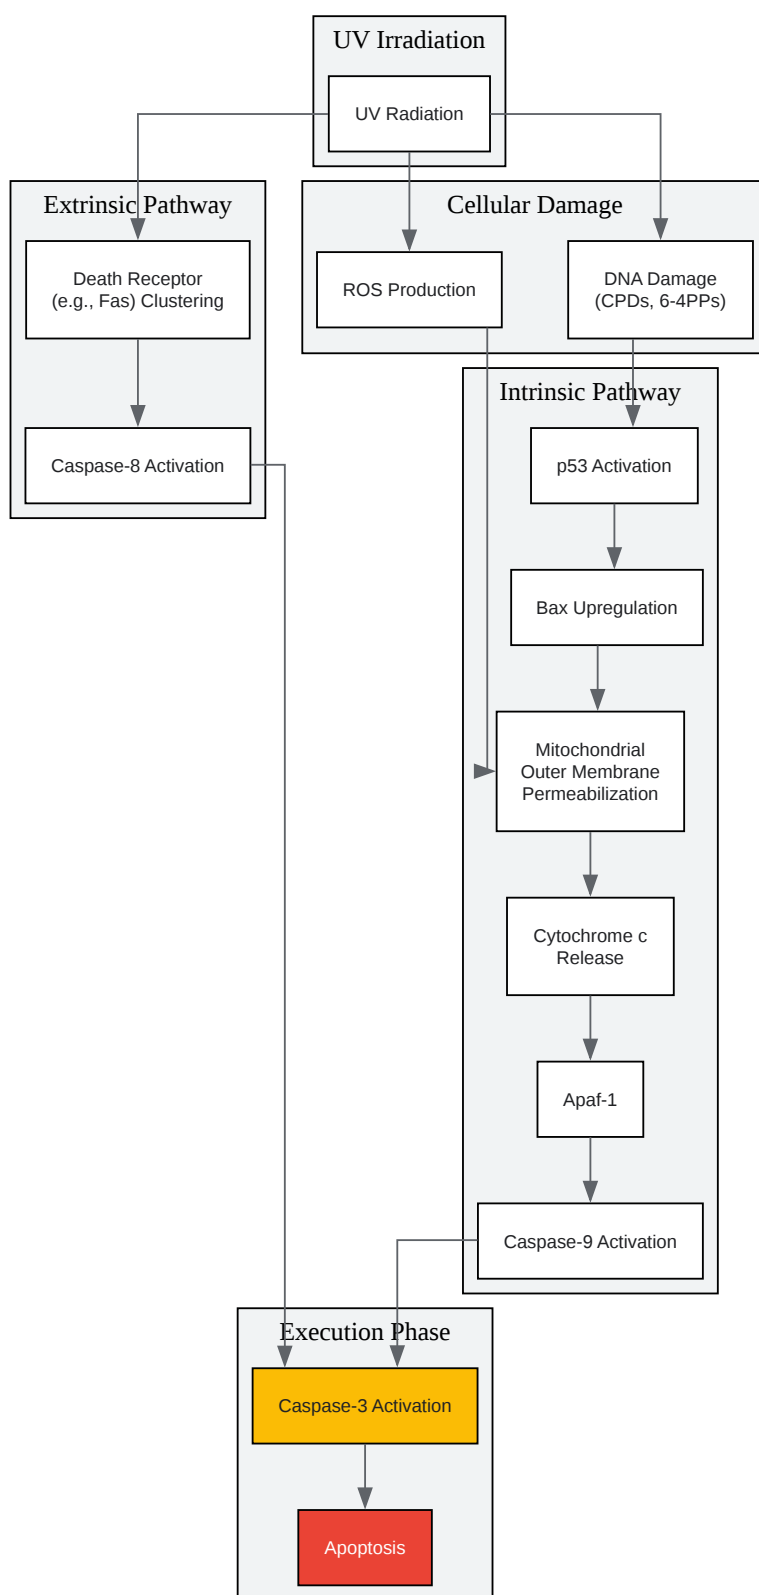 UV Irradiation
UV Radiation
Extrinsic Pathway
Cellular Damage
Death Receptor
(e.g., Fas) Clustering
ROS Production
DNA Damage
(CPDs, 6-4PPs)
Intrinsic Pathway
Caspase-8 Activation
p53 Activation
Bax Upregulation
Mitochondrial
Outer Membrane
Permeabilization
Cytochrome c
Release
Apaf-1
Caspase-9 Activation
Execution Phase
Caspase-3 Activation
Apoptosis